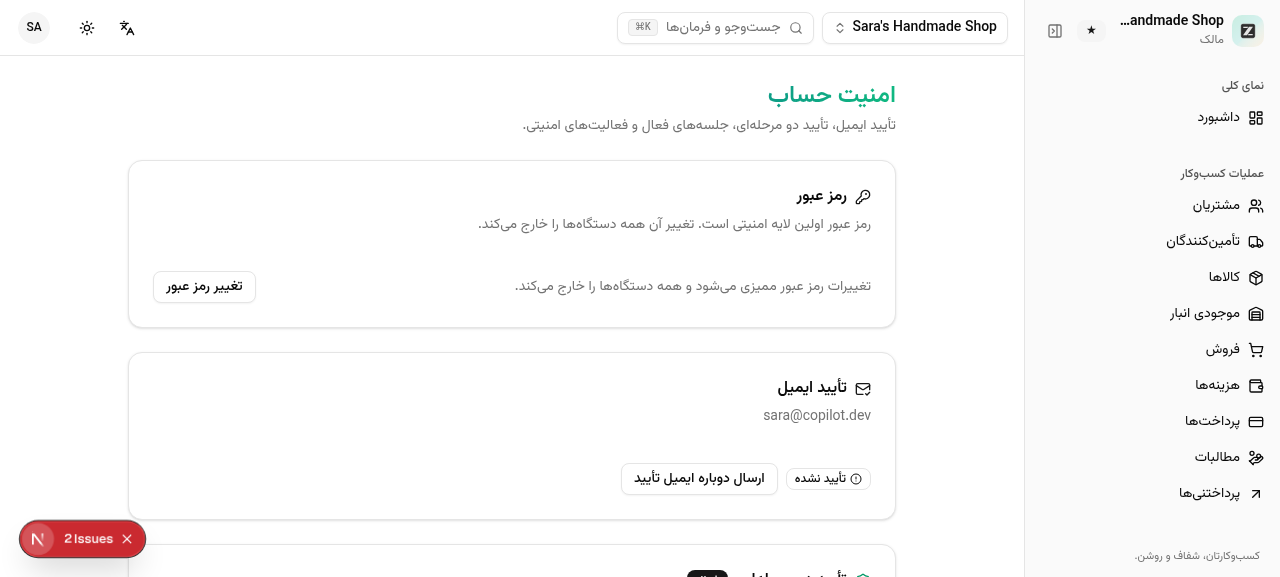 ...andmade Shop
مالک
نمای کلی
داشبورد
عملیات کسب‌وکار
مشتریان
تأمین‌کنندگان
کالاها
موجودی انبار
فروش
هزینه‌ها
پرداخت‌ها
مطالبات
پرداختنی‌ها
کسب‌وکارتان، شفاف و روشن.
Sara's Handmade Shop
جست‌وجو و فرمان‌ها
⌘K
SA
امنیت حساب
تأیید ایمیل، تأیید دو مرحله‌ای، جلسه‌های فعال و فعالیت‌های امنیتی.
رمز عبور
رمز عبور اولین لایه امنیتی است. تغییر آن همه دستگاه‌ها را خارج می‌کند.
تغییرات رمز عبور ممیزی می‌شود و همه دستگاه‌ها را خارج می‌کند.
تغییر رمز عبور
تأیید ایمیل
sara@copilot.dev
تأیید نشده
ارسال دوباره ایمیل تأیید
2 Issues